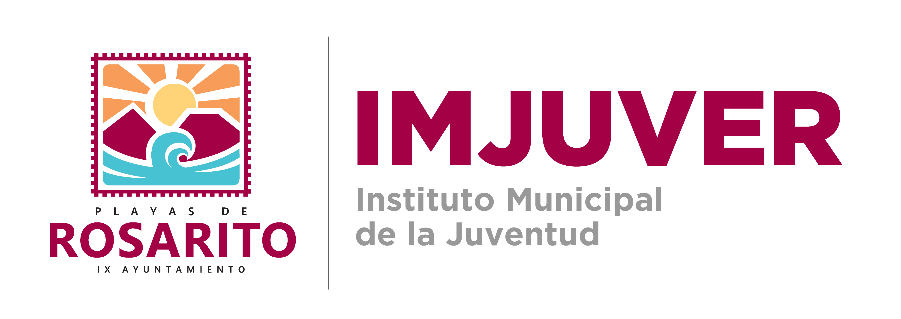 PLAYAS DE
ROSARITO
IX AYUNTAMIENTO
IMJUVER
Instituto Municipal
de la Juventud